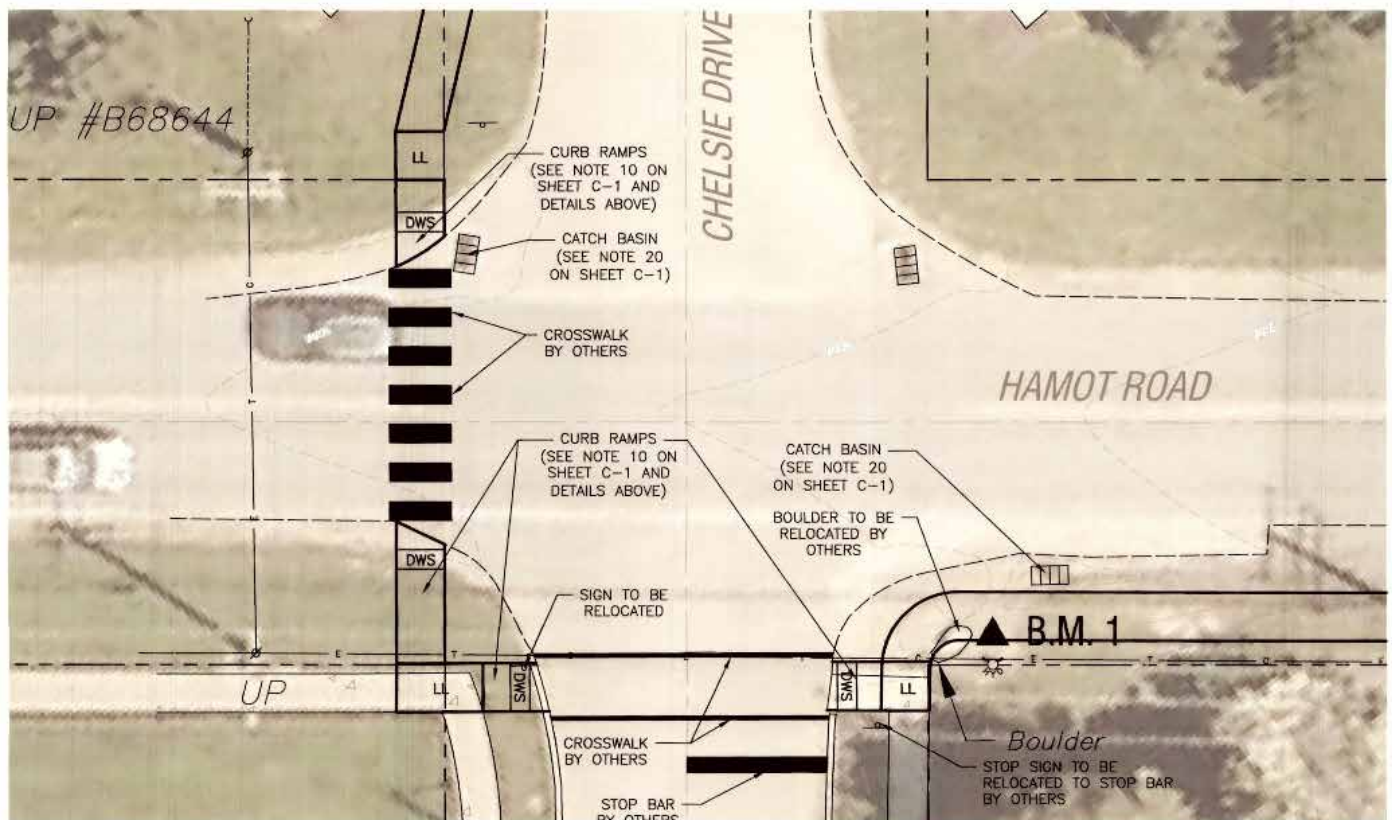 CHELSIE DRIVE
UP #B68644
LL
CURB RAMPS
(SEE NOTE 10 ON
SHEET C-1 AND
DETAILS ABOVE)
DWS
CATCH BASIN
(SEE NOTE 20
ON SHEET C-1)
C
CROSSWALK
BY OTHERS
HAMOT ROAD
T
CURB RAMPS
(SEE NOTE 10 ON
SHEET C-1 AND
DETAILS ABOVE)
CATCH BASIN
(SEE NOTE 20
ON SHEET C-1)
BOULDER TO BE
RELOCATED BY
OTHERS
E
DWS
SIGN TO BE
RELOCATED
B.M. 1
E T
E T C
UP
LL
DWS
DWS
LL
CROSSWALK
BY OTHERS
Boulder
STOP SIGN TO BE
RELOCATED TO STOP BAR
BY OTHERS
STOP BAR
BY OTHERS